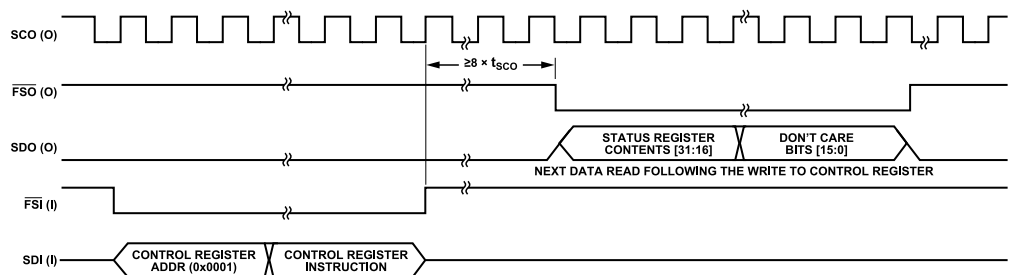 SCO (O)
≥8 × tSCO
FSO (O)
SDO (O)
STATUS REGISTER
CONTENTS [31:16]
DON'T CARE
BITS [15:0]
NEXT DATA READ FOLLOWING THE WRITE TO CONTROL REGISTER
FSI (I)
SDI (I)
CONTROL REGISTER
ADDR (0x0001)
CONTROL REGISTER
INSTRUCTION